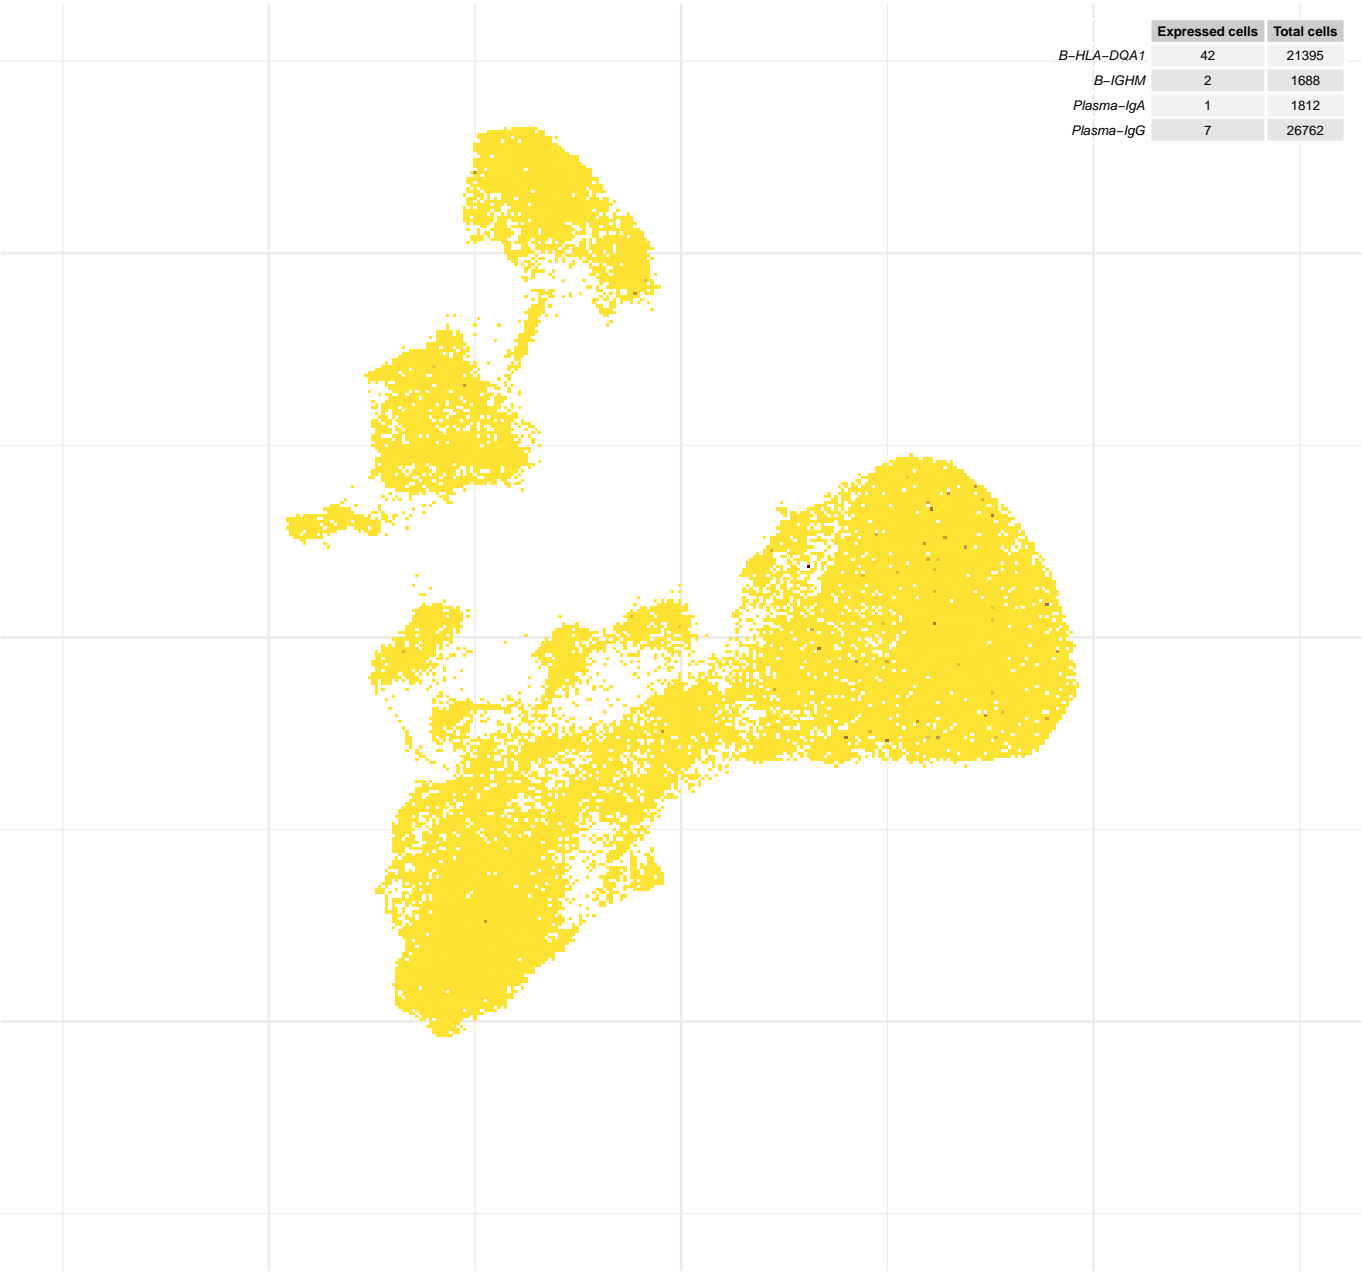 Expressed cells Total cells
B−HLA−DQA1 42 21395
B−IGHM 2 1688
Plasma−IgA 1 1812
Plasma−IgG 7 26762